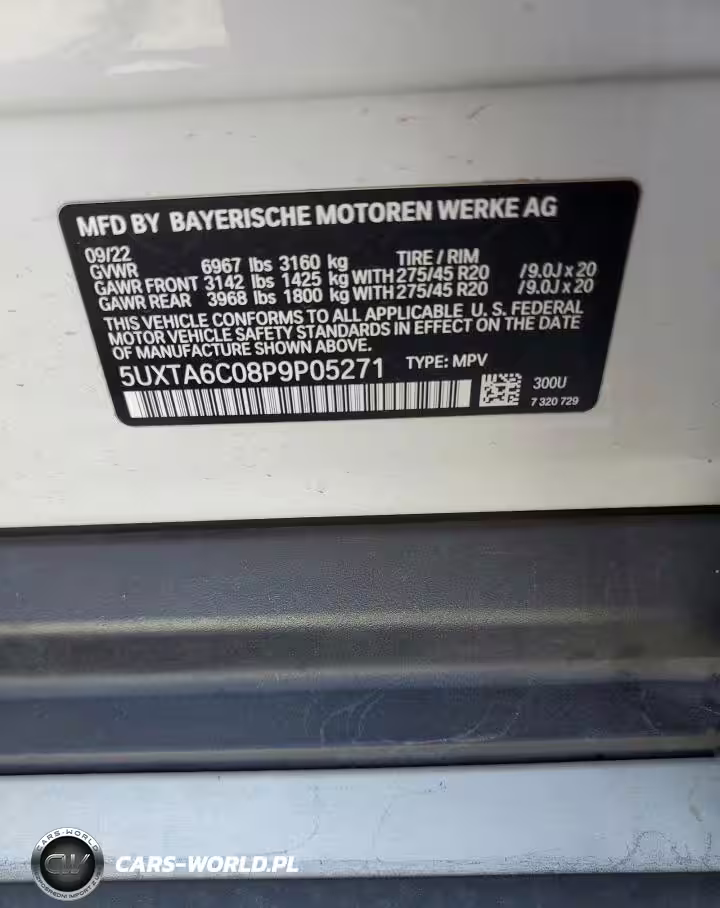 MFD BY BAYERISCHE MOTOREN WERKE AG
09/22
GVWR 6967 lbs 3160 kg TIRE / RIM
GAWR FRONT 3142 lbs 1425 kg WITH 275/45 R20 /9.0J x 20
GAWR REAR 3968 lbs 1800 kg WITH 275/45 R20 /9.0J x 20
THIS VEHICLE CONFORMS TO ALL APPLICABLE U. S. FEDERAL
MOTOR VEHICLE SAFETY STANDARDS IN EFFECT ON THE DATE
OF MANUFACTURE SHOWN ABOVE.
5UXTA6C08P9P05271 TYPE: MPV
300U
7 320 729
CARS-WORLD
CW
CARS-WORLD.PL